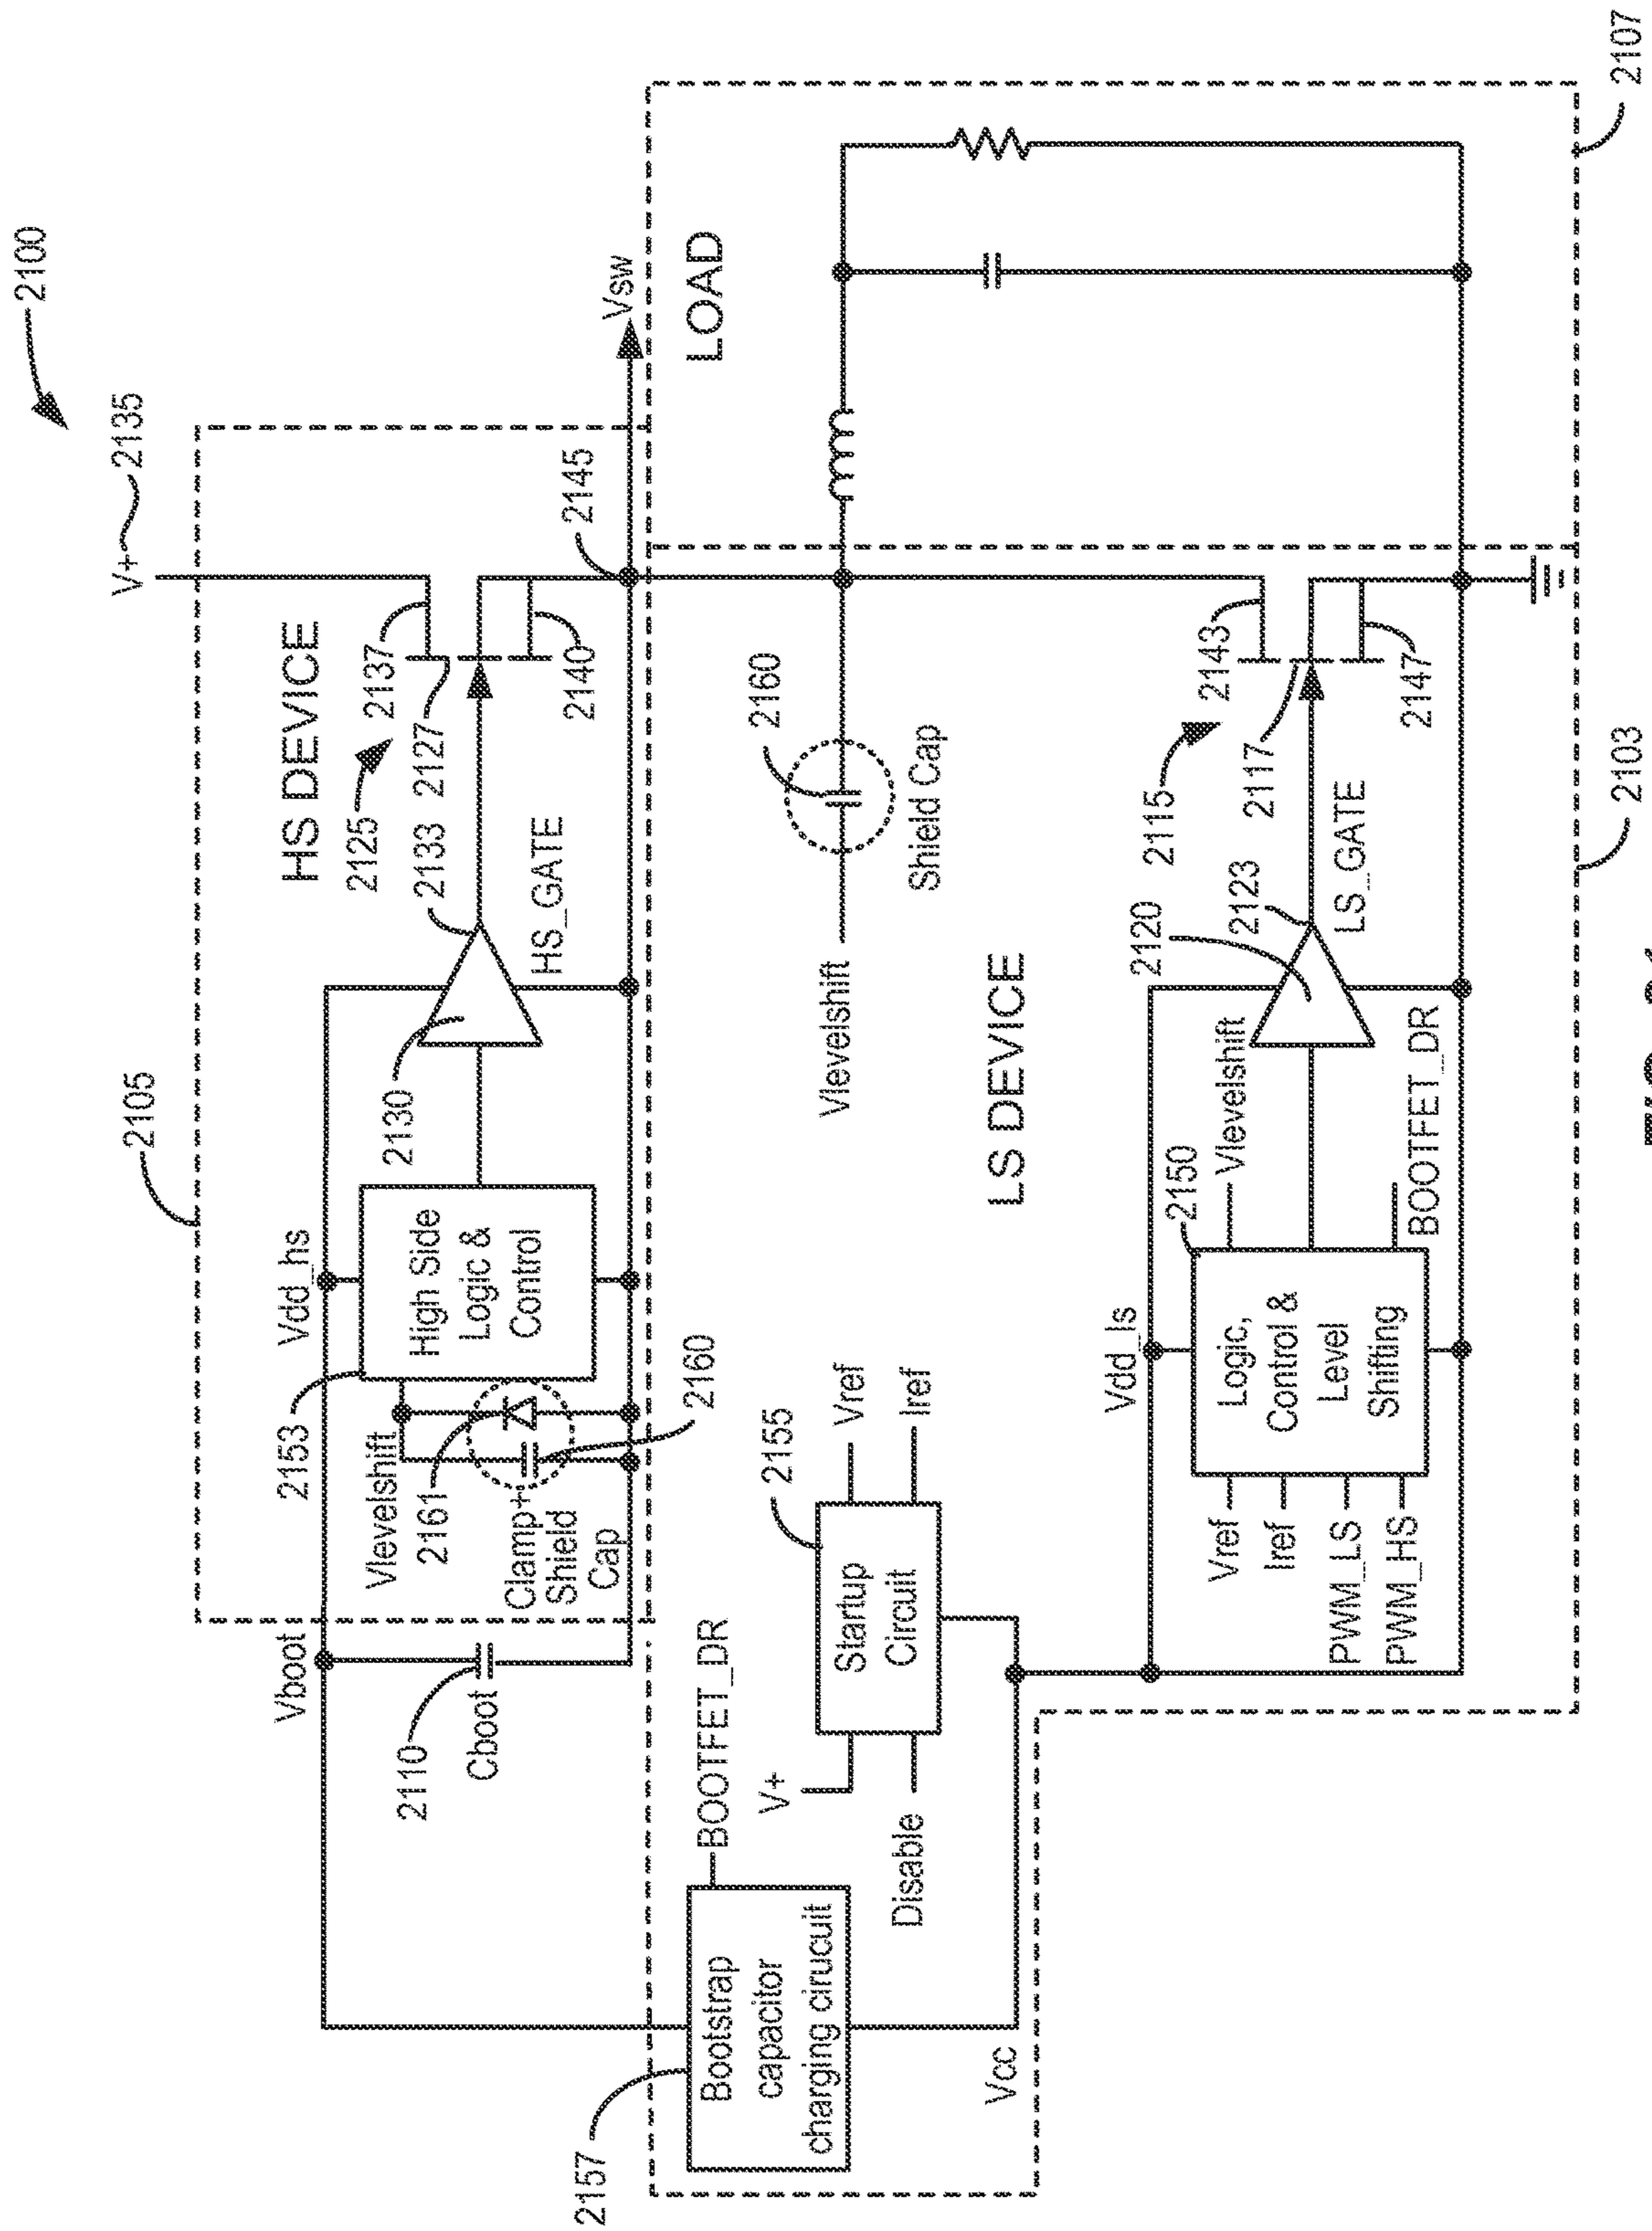 2100
V+
2135
2105
HS DEVICE
2137
2125
2127
2133
HS_GATE
2130
2140
2145
Vsw
Vdd_hs
High Side
Logic &
Control
2153
Vlevelshift
2161
Clamp+
Shield
Cap
2160
Vboot
2110
Cboot
2157
Bootstrap
capacitor
charging cirucuit
BOOTFET_DR
Vcc
V+
Disable
Startup
Circuit
2155
Vref
Iref
Vlevelshift
2160
Shield Cap
LOAD
LS DEVICE
2143
2115
2117
2123
2120
LS_GATE
2147
Vdd_ls
2150
Logic,
Control &
Level
Shifting
Vref
Iref
PWM_LS
PWM_HS
Vlevelshift
BOOTFET_DR
2103
2107